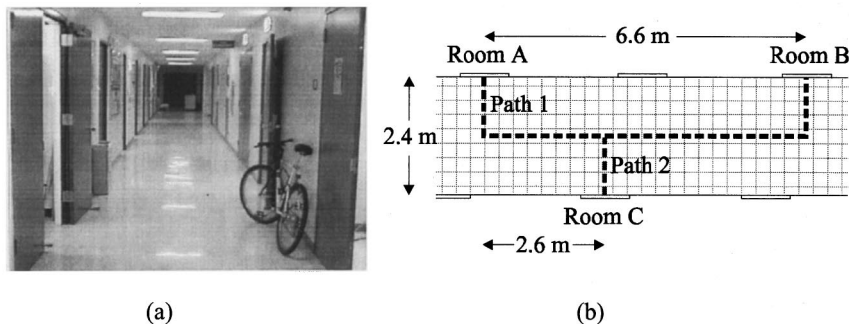 6.6 m
Room A
Room B
Path 1
2.4 m
Path 2
Room C
2.6 m
(a)
(b)